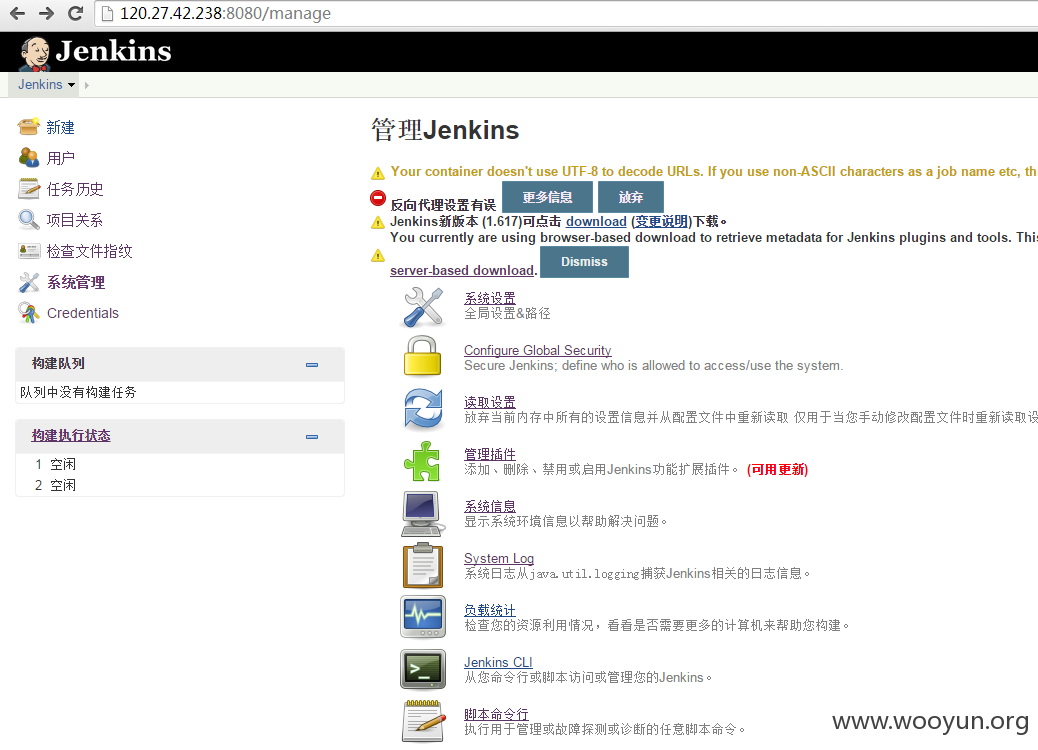 120.27.42.238:8080/manage
Jenkins
Jenkins
新建
用户
任务历史
项目关系
检查文件指纹
系统管理
Credentials
构建队列
队列中没有构建任务
构建执行状态
1 空闲
2 空闲
管理Jenkins
Your container doesn't use UTF-8 to decode URLs. If you use non-ASCII characters as a job name etc, th
反向代理设置有误 更多信息 放弃
Jenkins新版本 (1.617)可点击 download (变更说明)下载。
You currently are using browser-based download to retrieve metadata for Jenkins plugins and tools. This
server-based download. Dismiss
系统设置
全局设置&路径
Configure Global Security
Secure Jenkins; define who is allowed to access/use the system.
读取设置
放弃当前内存中所有的设置信息并从配置文件中重新读取 仅用于当您手动修改配置文件时重新读取设
管理插件
添加、删除、禁用或启用Jenkins功能扩展插件。 (可用更新)
系统信息
显示系统环境信息以帮助解决问题。
System Log
系统日志从java.util.logging捕获Jenkins相关的日志信息。
负载统计
检查您的资源利用情况，看看是否需要更多的计算机来帮助您构建。
Jenkins CLI
从您命令行或脚本访问或管理您的Jenkins。
脚本命令行
执行用于管理或故障探测或诊断的任意脚本命令。
www.wooyun.org